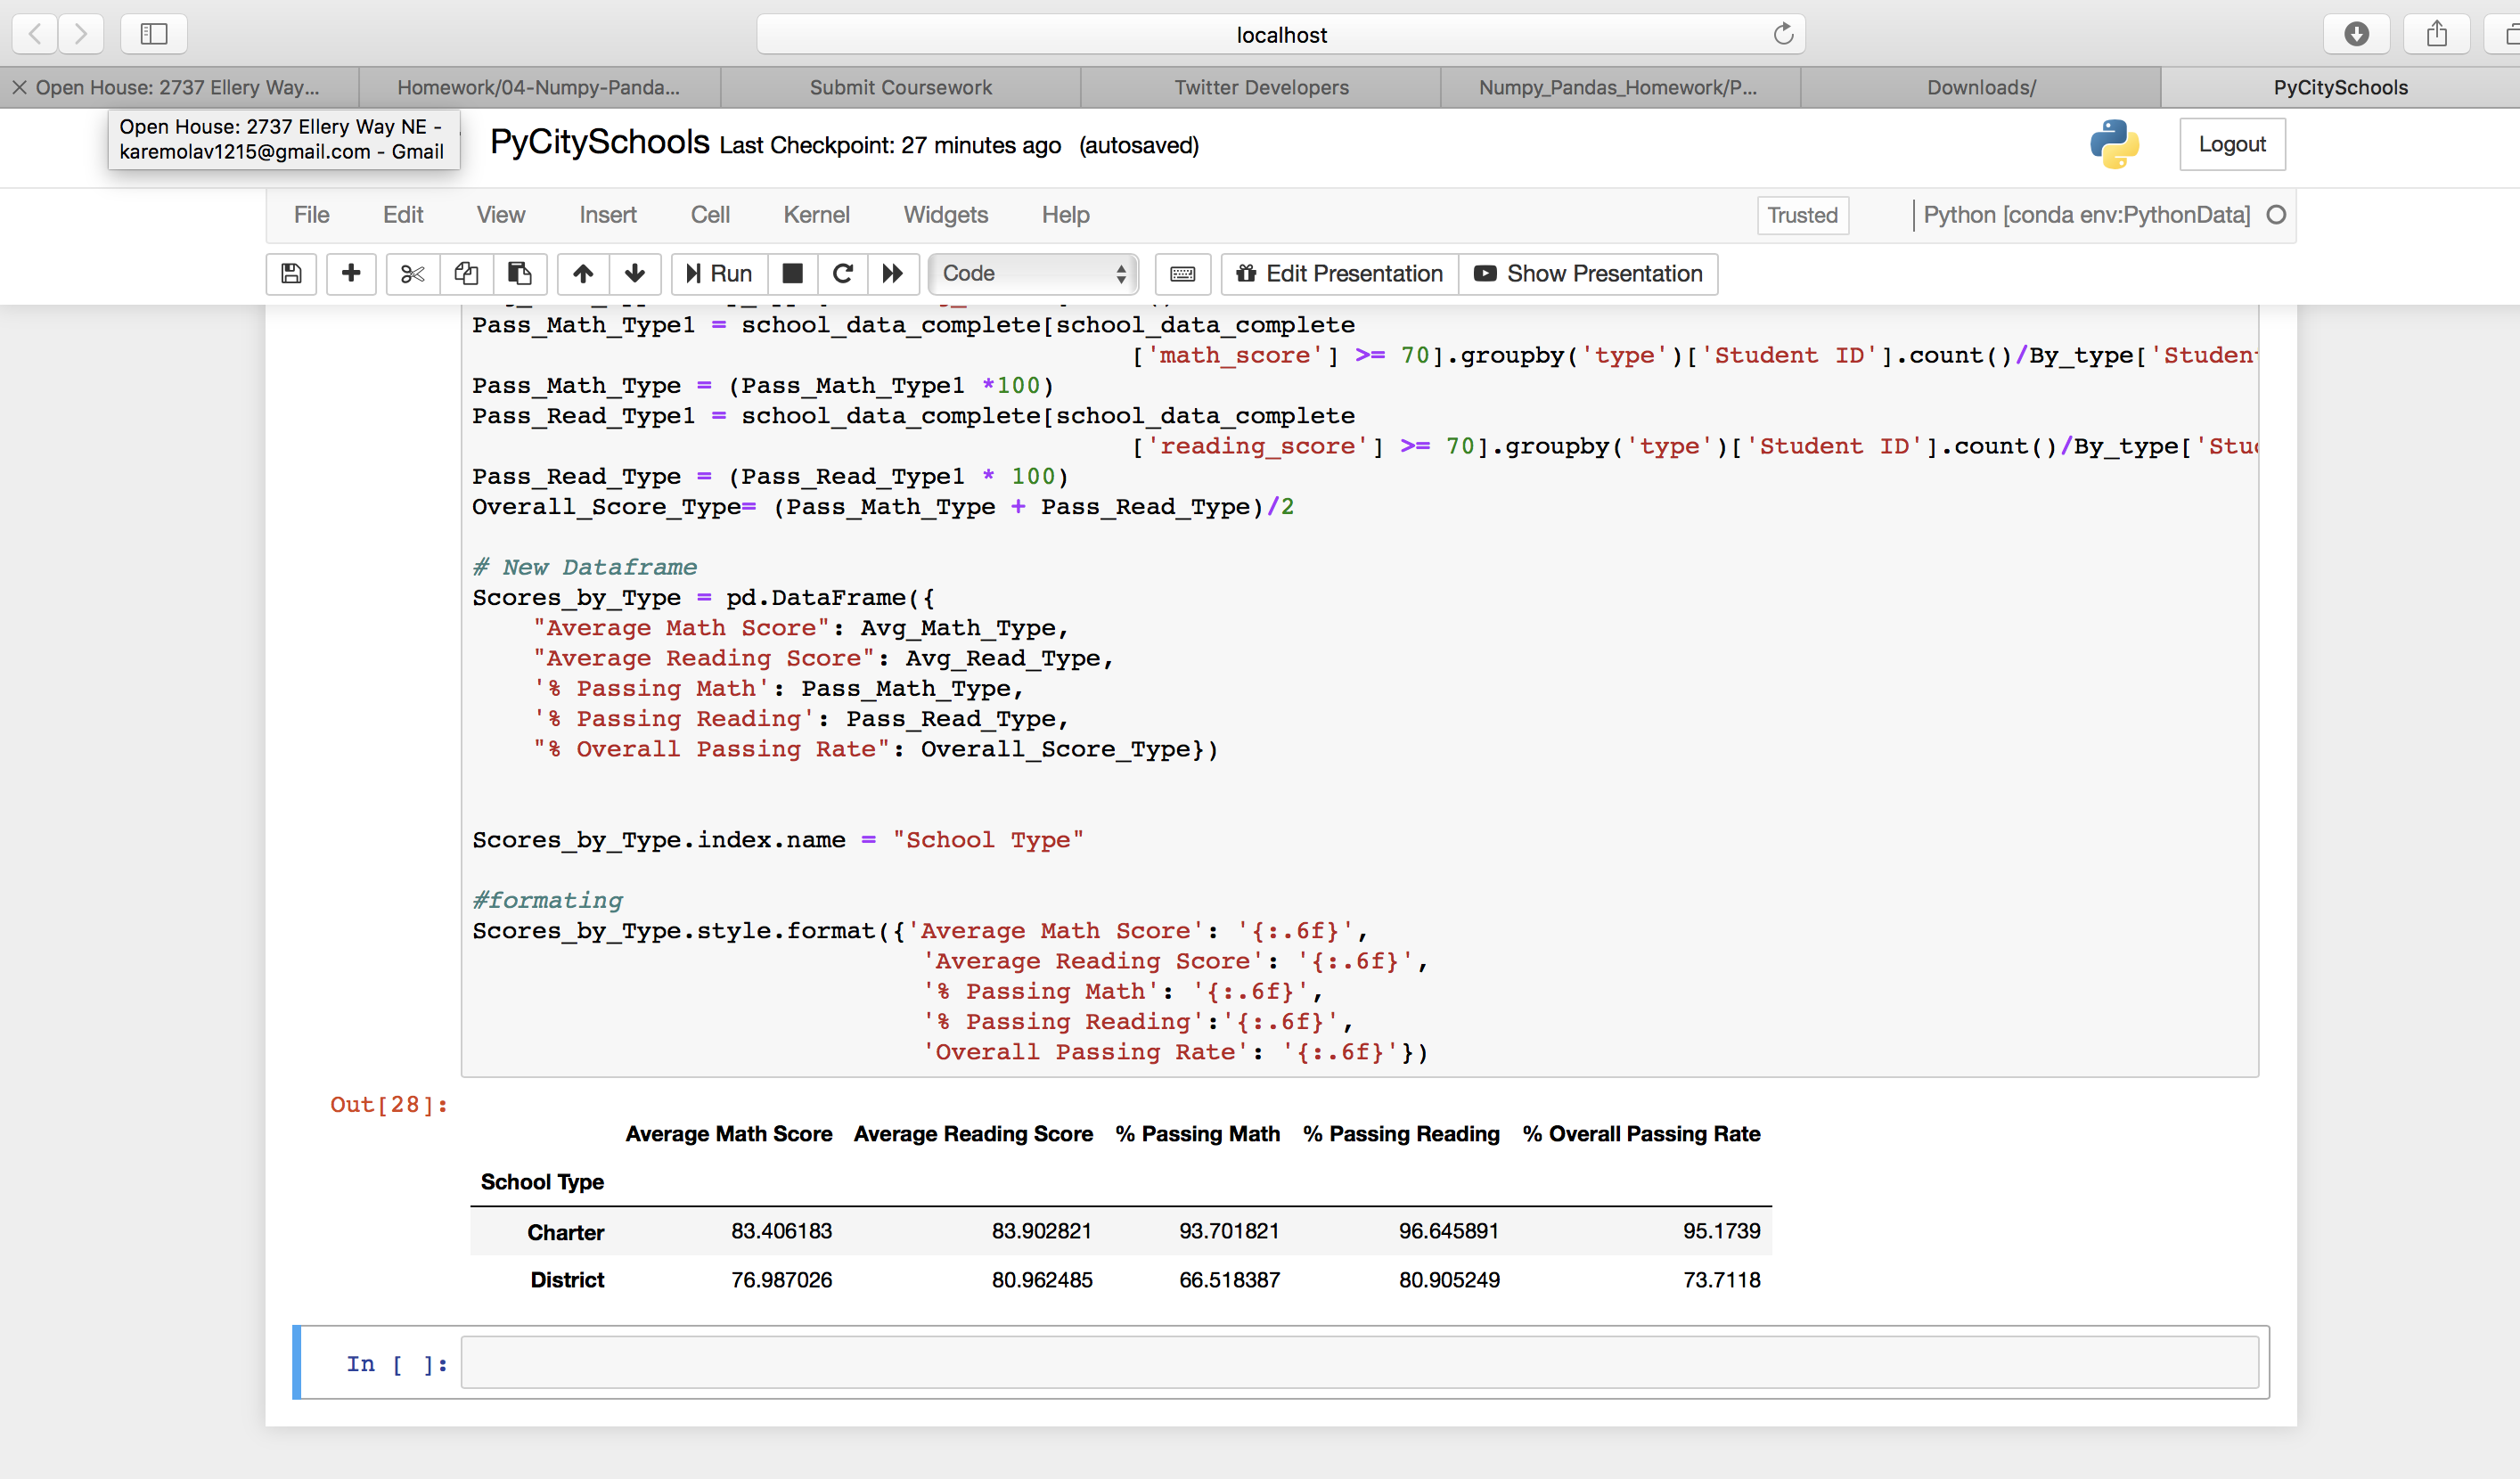 localhost
Open House: 2737 Ellery Way...
Homework/04-Numpy-Panda...
Submit Coursework
Twitter Developers
Numpy_Pandas_Homework/P...
Downloads/
PyCitySchools
Open House: 2737 Ellery Way NE -
karemolav1215@gmail.com - Gmail
PyCitySchools Last Checkpoint: 27 minutes ago (autosaved)
Logout
File Edit View Insert Cell Kernel Widgets Help
Trusted
Python [conda env:PythonData]
Run
Code
Edit Presentation
Show Presentation
Pass_Math_Type1 = school_data_complete[school_data_complete
['math_score'] >= 70].groupby('type')['Student ID'].count()/By_type['Student
Pass_Math_Type = (Pass_Math_Type1 *100)
Pass_Read_Type1 = school_data_complete[school_data_complete
['reading_score'] >= 70].groupby('type')['Student ID'].count()/By_type['Stu
Pass_Read_Type = (Pass_Read_Type1 * 100)
Overall_Score_Type= (Pass_Math_Type + Pass_Read_Type)/2
# New Dataframe
Scores_by_Type = pd.DataFrame({
"Average Math Score": Avg_Math_Type,
"Average Reading Score": Avg_Read_Type,
'% Passing Math': Pass_Math_Type,
'% Passing Reading': Pass_Read_Type,
"% Overall Passing Rate": Overall_Score_Type})
Scores_by_Type.index.name = "School Type"
#formating
Scores_by_Type.style.format({'Average Math Score': '{:.6f}',
'Average Reading Score': '{:.6f}',
'% Passing Math': '{:.6f}',
'% Passing Reading':'{:.6f}',
'Overall Passing Rate': '{:.6f}'})
Out[28]:
Average Math Score Average Reading Score % Passing Math % Passing Reading % Overall Passing Rate
School Type
Charter 83.406183 83.902821 93.701821 96.645891 95.1739
District 76.987026 80.962485 66.518387 80.905249 73.7118
In [ ]: